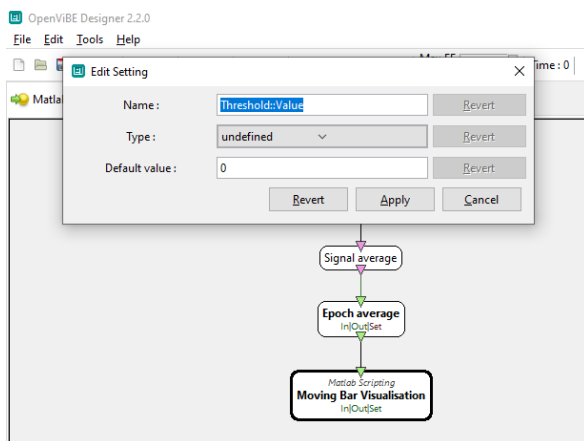 OpenViBE Designer 2.2.0
File Edit Tools Help
Time : 0
Edit Setting
Matlab
Name :
Threshold::Value
Revert
Type :
undefined
Revert
Default value :
0
Revert
Revert
Apply
Cancel
Signal average
Epoch average
In|Out|Set
Matlab Scripting
Moving Bar Visualisation
In|Out|Set